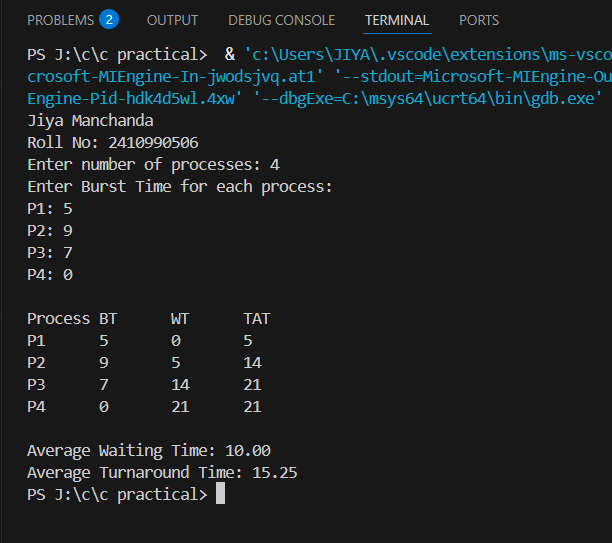 PROBLEMS 2 OUTPUT DEBUG CONSOLE TERMINAL PORTS
PS J:\c\c practical>  & 'c:\Users\JIYA\.vscode\extensions\ms-vsco
crosoft-MIEngine-In-jwodsjvq.at1' '--stdout=Microsoft-MIEngine-Ou
Engine-Pid-hdk4d5wl.4xw' '--dbgExe=C:\msys64\ucrt64\bin\gdb.exe'
Jiya Manchanda
Roll No: 2410990506
Enter number of processes: 4
Enter Burst Time for each process:
P1: 5
P2: 9
P3: 7
P4: 0
Process BT WT TAT
P1 5 0 5
P2 9 5 14
P3 7 14 21
P4 0 21 21
Average Waiting Time: 10.00
Average Turnaround Time: 15.25
PS J:\c\c practical>